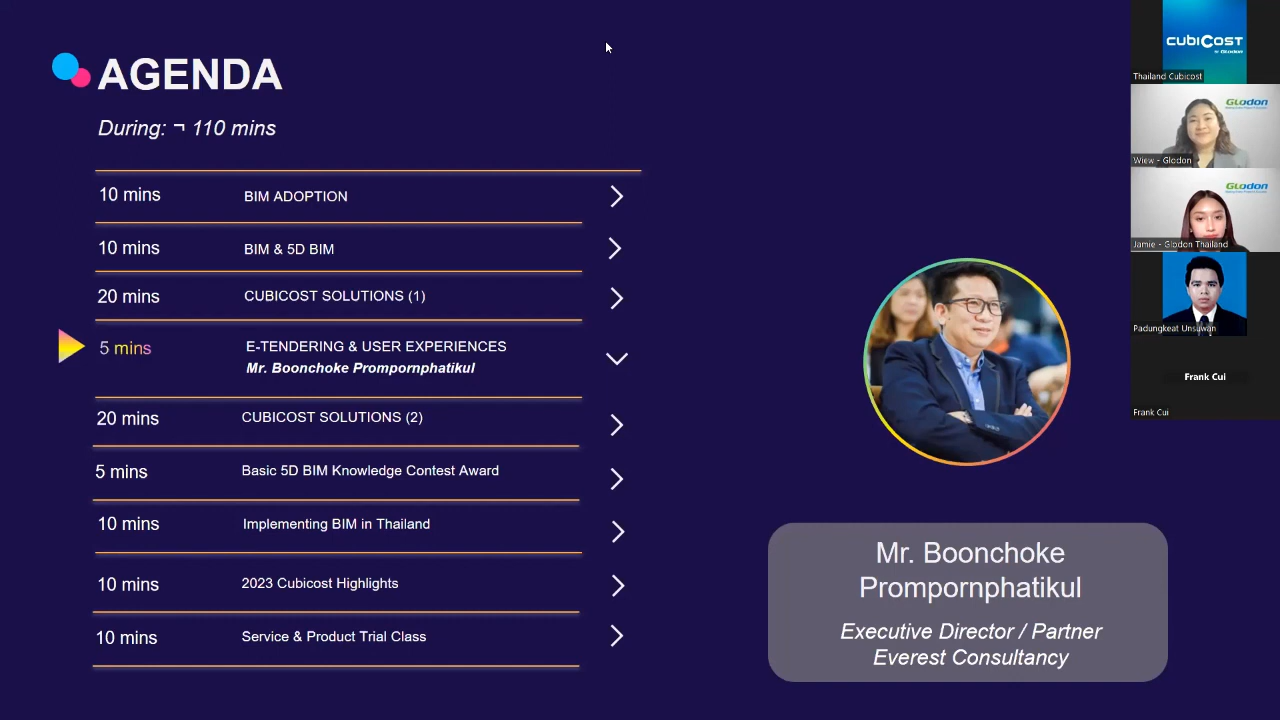 AGENDA
During: ¬ 110 mins
10 mins BIM ADOPTION
10 mins BIM & 5D BIM
20 mins CUBICOST SOLUTIONS (1)
5 mins E-TENDERING & USER EXPERIENCES
Mr. Boonchoke Prompornphatikul
20 mins CUBICOST SOLUTIONS (2)
5 mins Basic 5D BIM Knowledge Contest Award
10 mins Implementing BIM in Thailand
10 mins 2023 Cubicost Highlights
10 mins Service & Product Trial Class
Mr. Boonchoke
Prompornphatikul
Executive Director / Partner
Everest Consultancy
CUBICOST
BY GLODON
Thailand Cubicost
Glodon
Wiew - Glodon
Glodon
Jamie - Glodon Thailand
Padungkeat Unsuwan
Frank Cui
Frank Cui